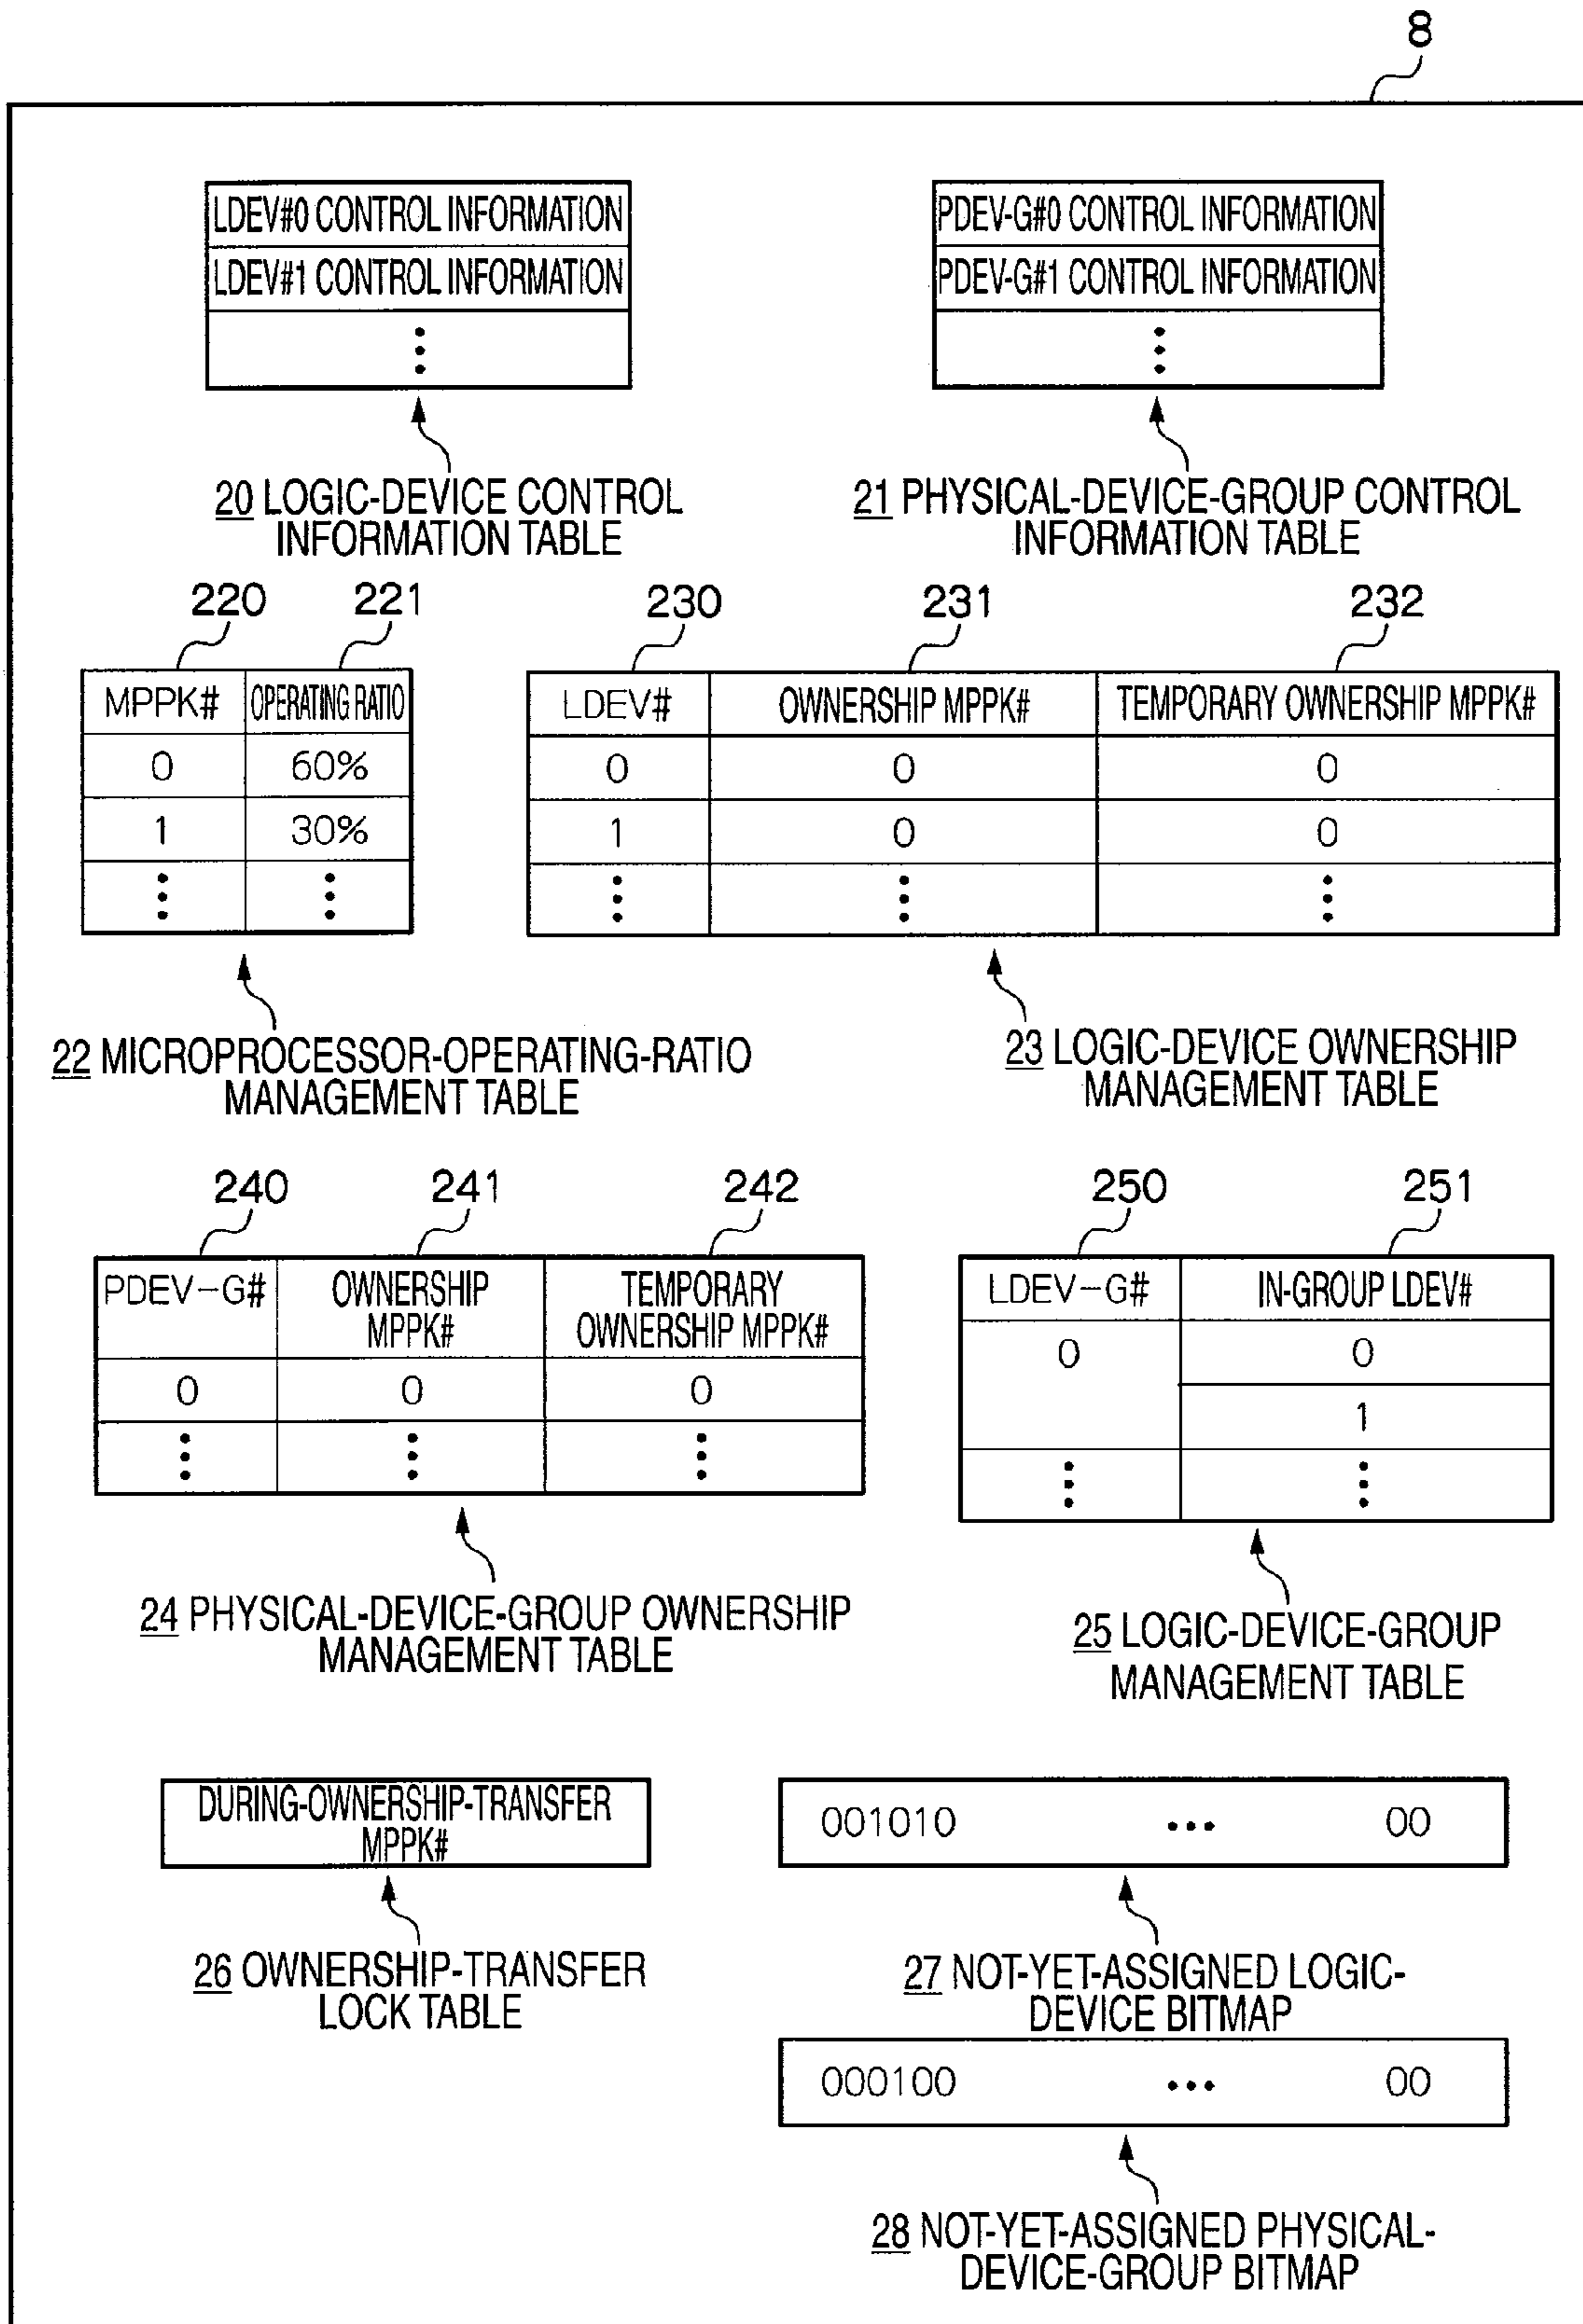 8
LDEV#0 CONTROL INFORMATION
LDEV#1 CONTROL INFORMATION
PDEV-G#0 CONTROL INFORMATION
PDEV-G#1 CONTROL INFORMATION
20 LOGIC-DEVICE CONTROL
INFORMATION TABLE
21 PHYSICAL-DEVICE-GROUP CONTROL
INFORMATION TABLE
220 221
MPPK# OPERATING RATIO
0 60%
1 30%
22 MICROPROCESSOR-OPERATING-RATIO
MANAGEMENT TABLE
230 231 232
LDEV# OWNERSHIP MPPK# TEMPORARY OWNERSHIP MPPK#
0 0 0
1 0 0
23 LOGIC-DEVICE OWNERSHIP
MANAGEMENT TABLE
240 241 242
PDEV-G# OWNERSHIP TEMPORARY
MPPK# OWNERSHIP MPPK#
0 0 0
24 PHYSICAL-DEVICE-GROUP OWNERSHIP
MANAGEMENT TABLE
250 251
LDEV-G# IN-GROUP LDEV#
0 0
1
25 LOGIC-DEVICE-GROUP
MANAGEMENT TABLE
DURING-OWNERSHIP-TRANSFER
MPPK#
26 OWNERSHIP-TRANSFER
LOCK TABLE
001010 ... 00
27 NOT-YET-ASSIGNED LOGIC-
DEVICE BITMAP
000100 ... 00
28 NOT-YET-ASSIGNED PHYSICAL-
DEVICE-GROUP BITMAP